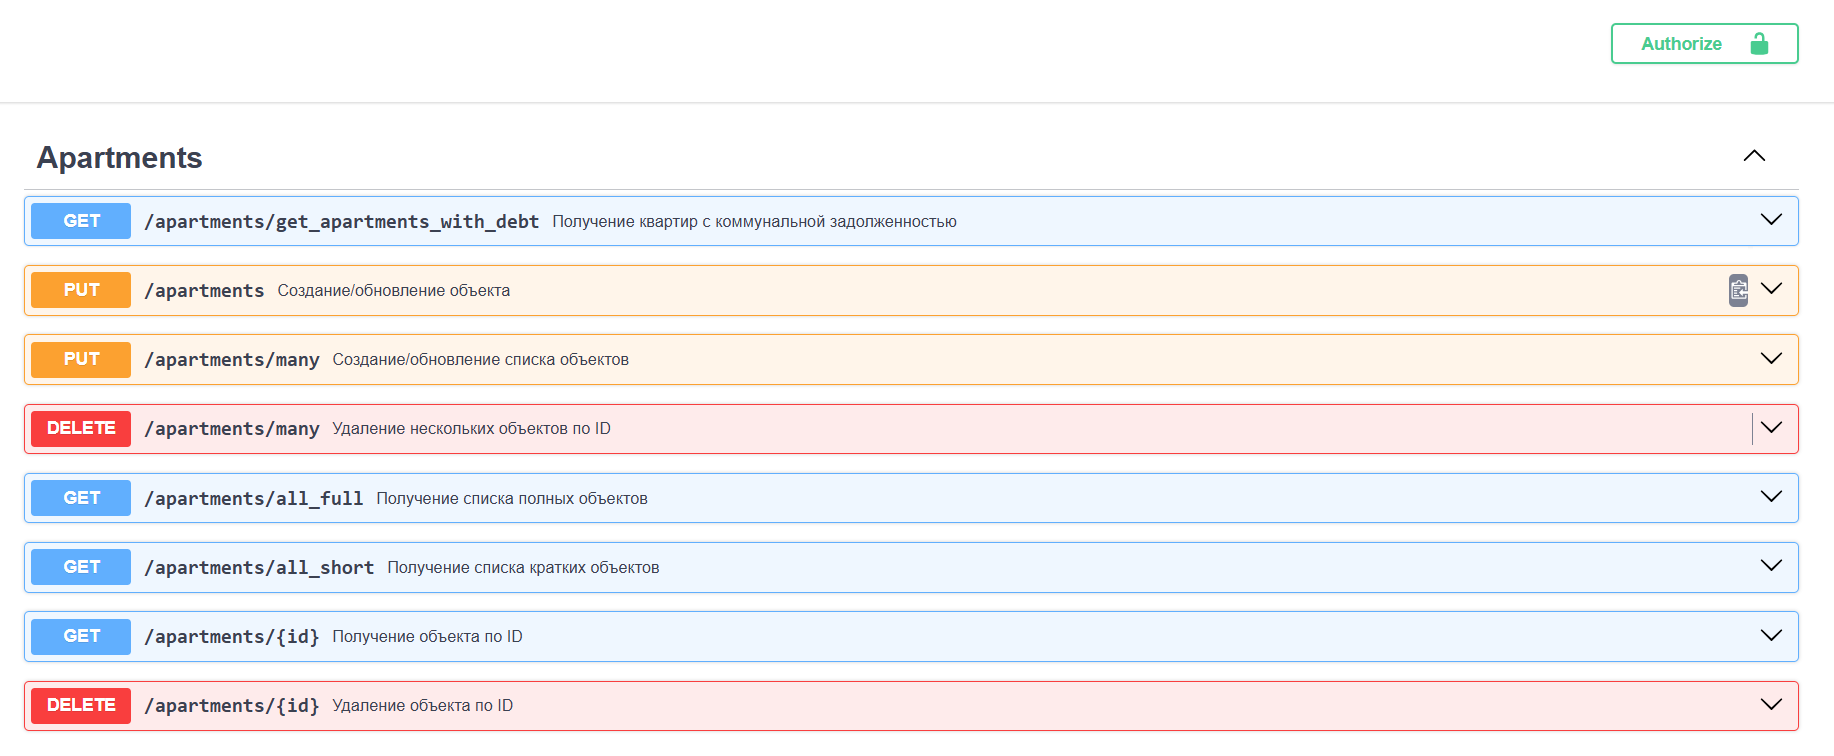 Authorize
Apartments
GET /apartments/get_apartments_with_debt Получение квартир с коммунальной задолженностью
PUT /apartments Создание/обновление объекта
PUT /apartments/many Создание/обновление списка объектов
DELETE /apartments/many Удаление нескольких объектов по ID
GET /apartments/all_full Получение списка полных объектов
GET /apartments/all_short Получение списка кратких объектов
GET /apartments/{id} Получение объекта по ID
DELETE /apartments/{id} Удаление объекта по ID